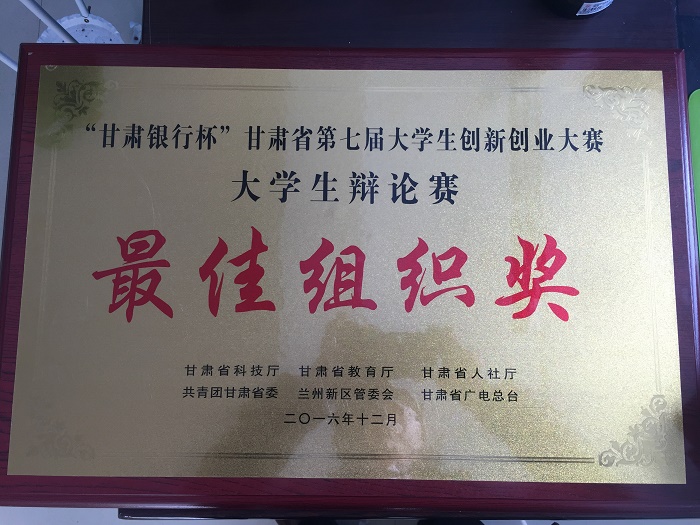 “甘肃银行杯”甘肃省第七届大学生创新创业大赛
大学生辩论赛
最佳组织奖
甘肃省科技厅 甘肃省教育厅 甘肃省人社厅
共青团甘肃省委 兰州新区管委会 甘肃省广电总台
二〇一六年十二月